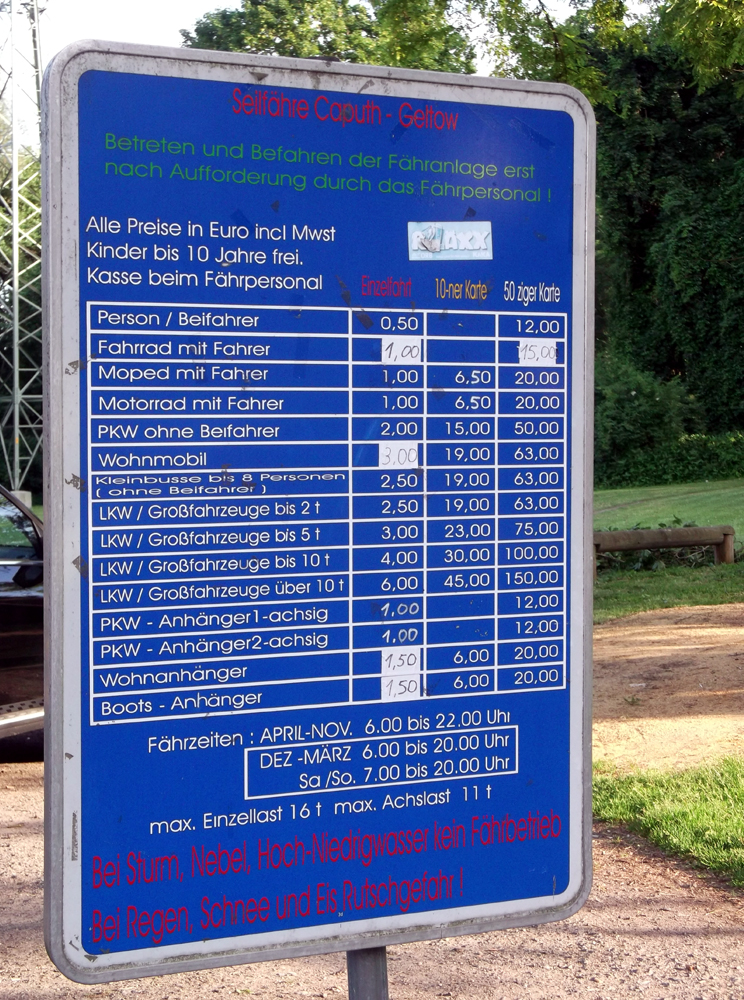 Seilfähre Caputh - Geltow
Betreten und Befahren der Fähranlage erst
nach Aufforderung durch das Fährpersonal !
Alle Preise in Euro incl Mwst
Kinder bis 10 Jahre frei.
Kasse beim Fährpersonal
Einzelfahrt 10-ner Karte 50 ziger Karte
Person / Beifahrer 0,50 12,00
Fahrrad mit Fahrer 1,00 15,00
Moped mit Fahrer 1,00 6,50 20,00
Motorrad mit Fahrer 1,00 6,50 20,00
PKW ohne Beifahrer 2,00 15,00 50,00
Wohnmobil 3.00 19,00 63,00
Kleinbusse bis 8 Personen
( ohne Beifahrer ) 2,50 19,00 63,00
LKW / Großfahrzeuge bis 2 t 2,50 19,00 63,00
LKW / Großfahrzeuge bis 5 t 3,00 23,00 75,00
LKW / Großfahrzeuge bis 10 t 4,00 30,00 100,00
LKW / Großfahrzeuge über 10 t 6,00 45,00 150,00
PKW - Anhänger1-achsig 1,00 12,00
PKW - Anhänger2-achsig 1,00 12,00
Wohnanhänger 1,50 6,00 20,00
Boots - Anhänger 1,50 6,00 20,00
Fährzeiten : APRIL-NOV. 6.00 bis 22.00 Uhr
DEZ -MÄRZ 6.00 bis 20.00 Uhr
Sa /So. 7.00 bis 20.00 Uhr
max. Einzellast 16 t max. Achslast 11 t
Bei Sturm, Nebel, Hoch-Niedrigwasser kein Fährbetrieb
Bei Regen, Schnee und Eis Rutschgefahr !